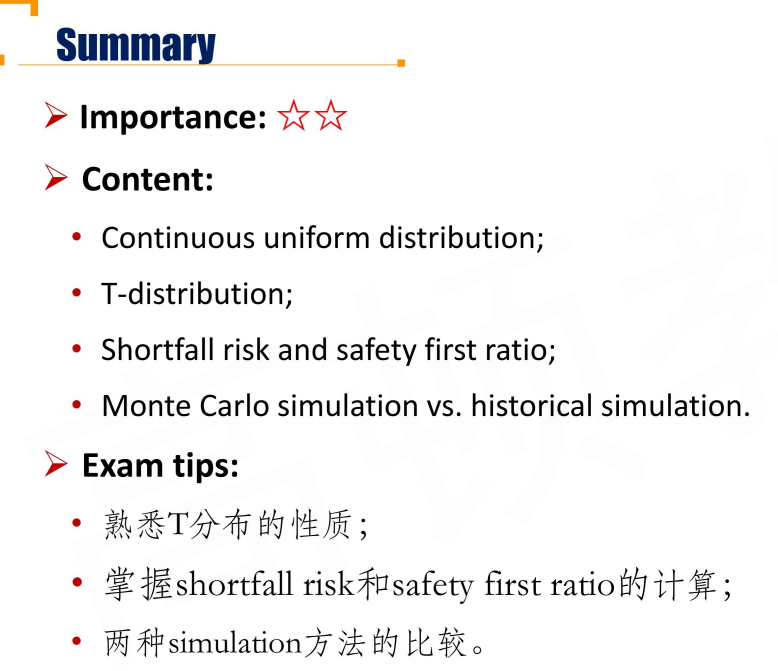 Summary
Importance: ☆☆
Content:
Continuous uniform distribution;
T-distribution;
Shortfall risk and safety first ratio;
Monte Carlo simulation vs. historical simulation.
Exam tips:
熟悉T分布的性质；
掌握shortfall risk和safety first ratio的计算；
两种simulation方法的比较。